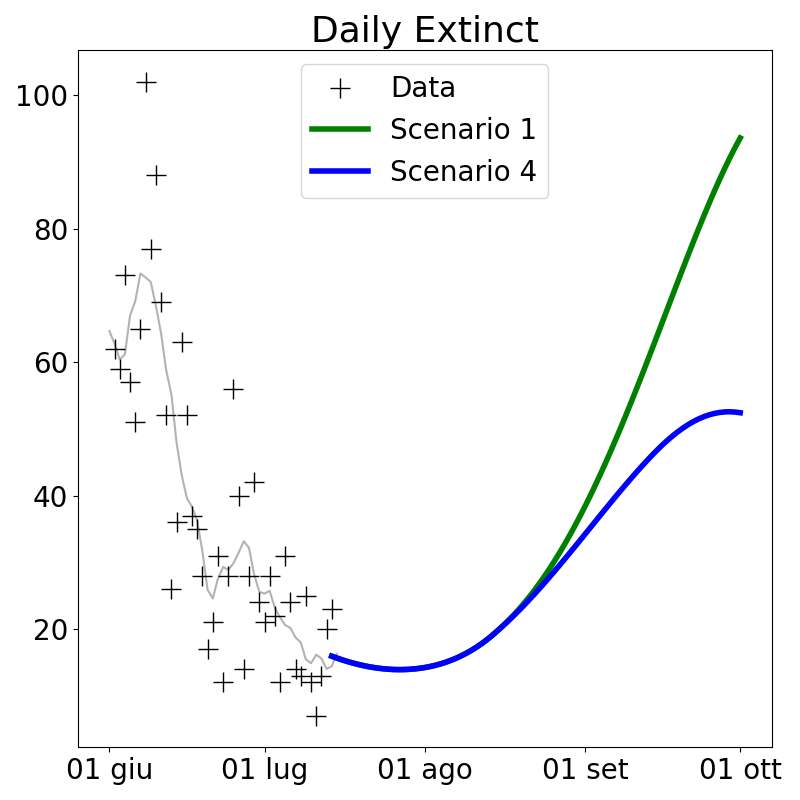 Daily Extinct
Data
Scenario 1
Scenario 4
100
80
60
40
20
01 giu
01 lug
01 ago
01 set
01 ott